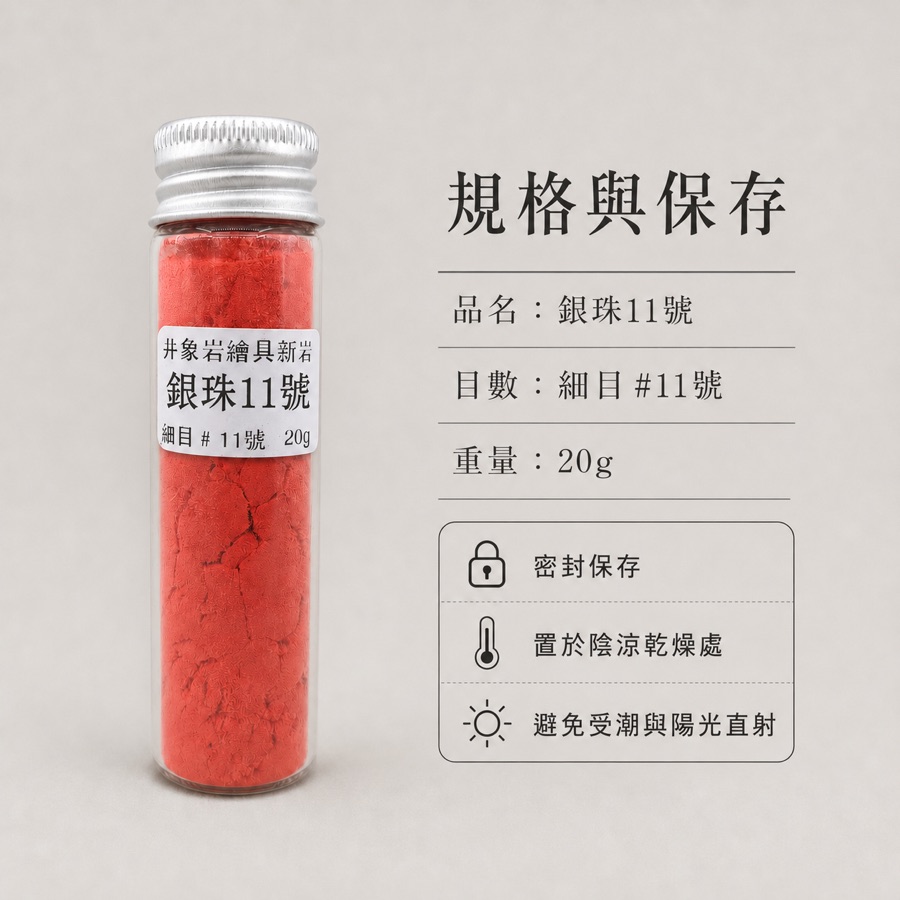 井象岩繪具新岩
銀珠11號
細目 # 11號 20g
規格與保存
品名：銀珠11號
目數：細目 #11號
重量：20g
密封保存
置於陰涼乾燥處
避免受潮與陽光直射